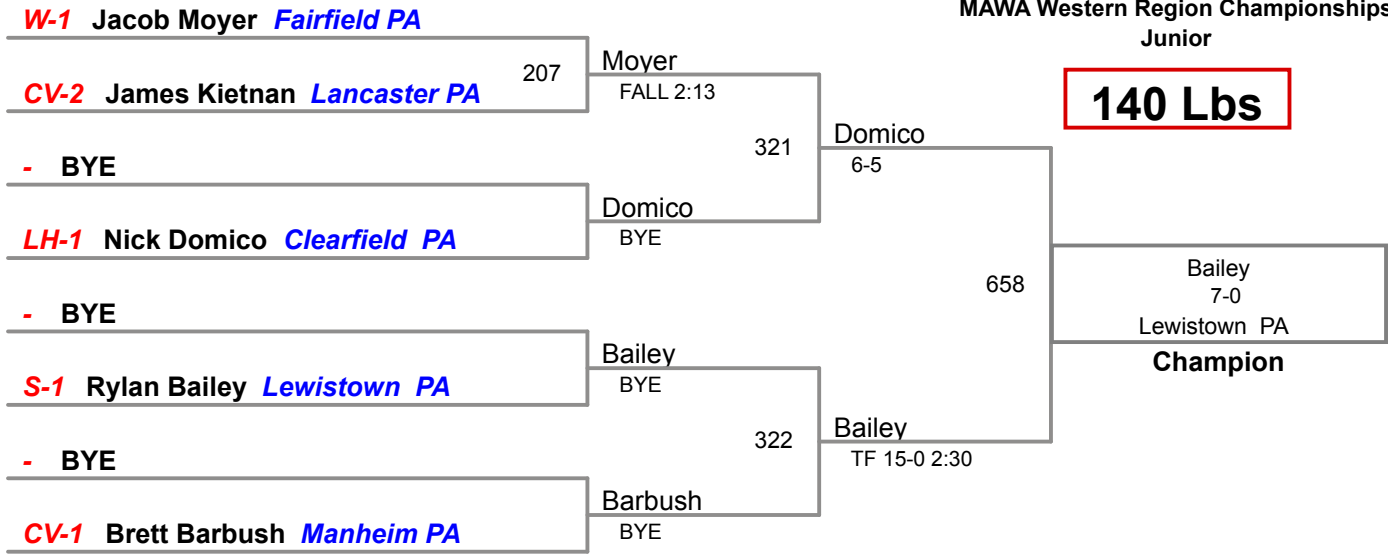 MAWA Western Region Championships
Junior
140 Lbs
W-1 Jacob Moyer Fairfield PA
207
Moyer
FALL 2:13
CV-2 James Kietnan Lancaster PA
321
Domico
6-5
- BYE
Domico
BYE
LH-1 Nick Domico Clearfield PA
658
Bailey
7-0
Lewistown PA
Champion
- BYE
Bailey
BYE
S-1 Rylan Bailey Lewistown PA
322
Bailey
TF 15-0 2:30
- BYE
Barbush
BYE
CV-1 Brett Barbush Manheim PA